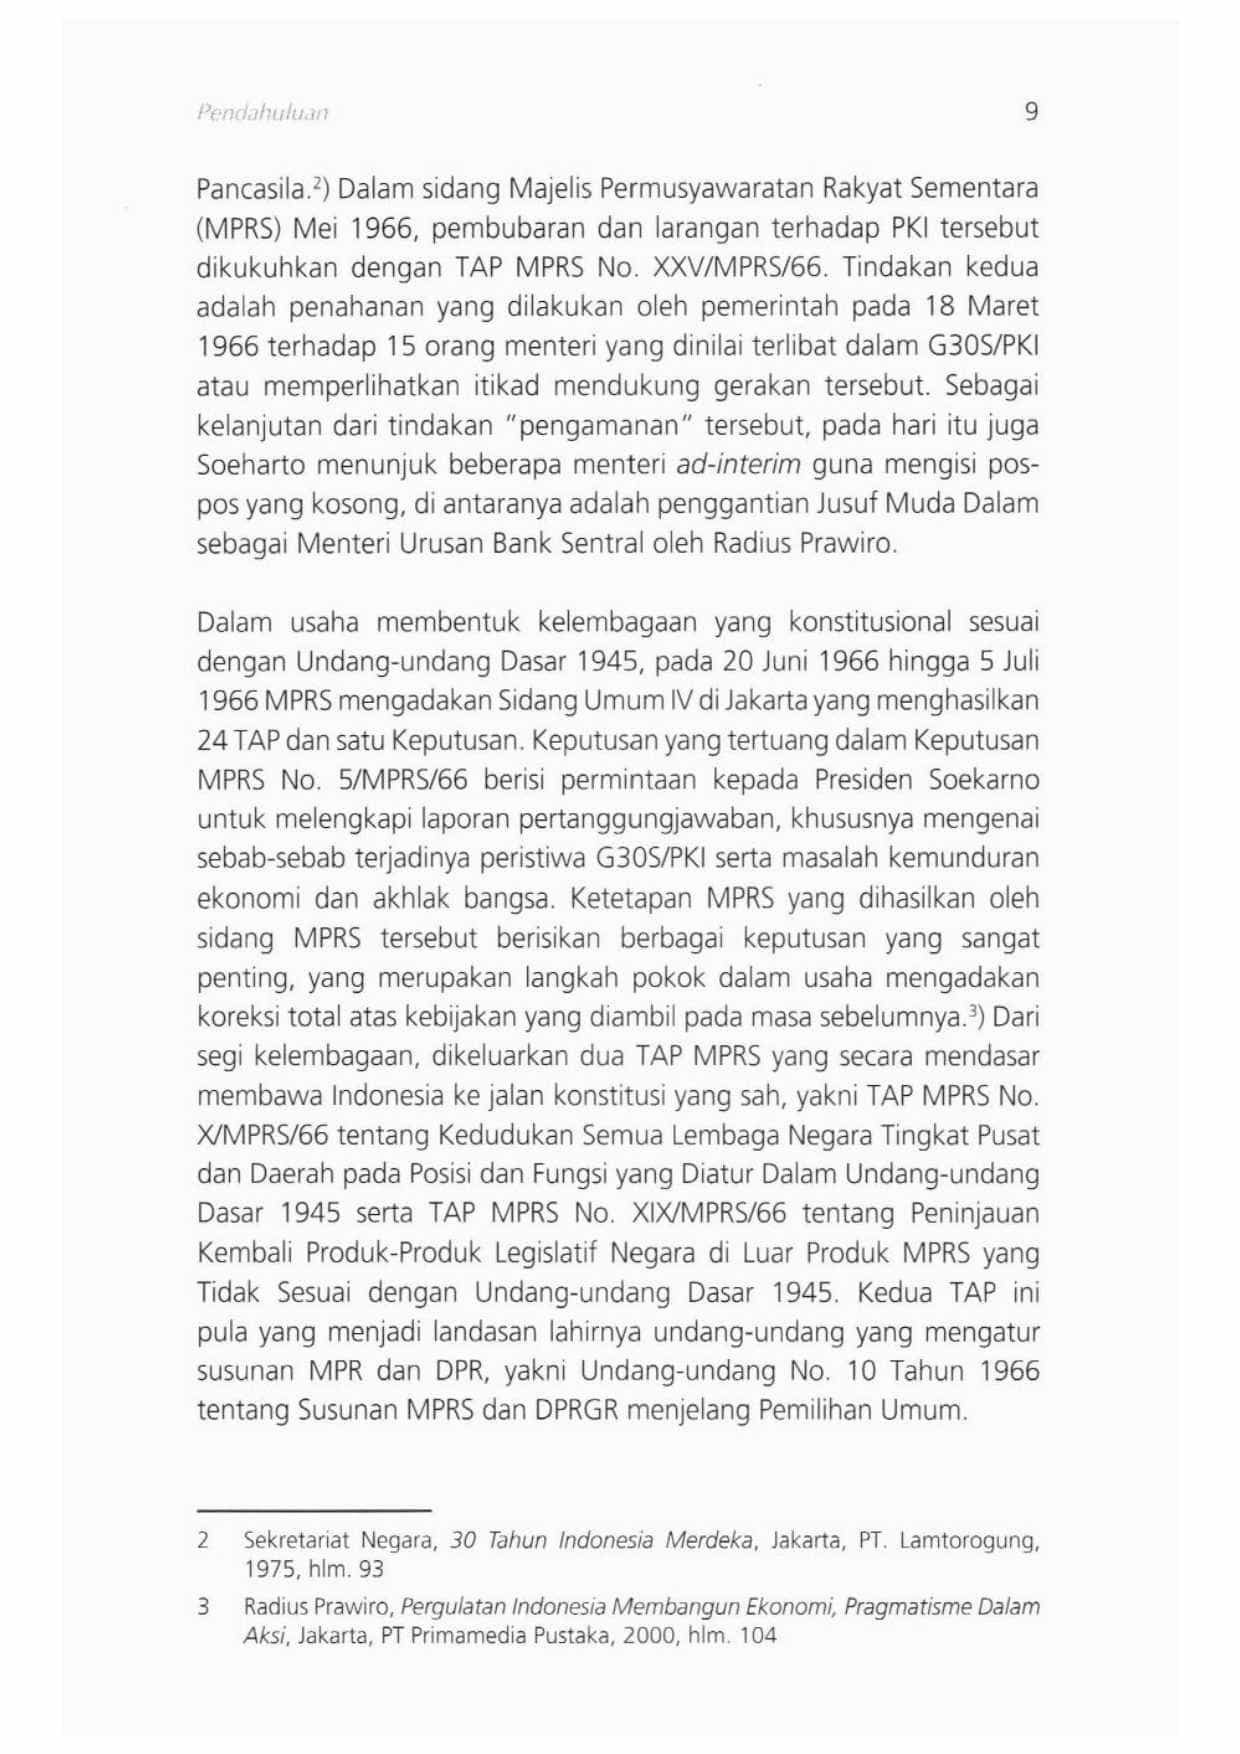 Pendahuluan 9
Pancasila.²) Dalam sidang Majelis Permusyawaratan Rakyat Sementara
(MPRS) Mei 1966, pembubaran dan larangan terhadap PKI tersebut
dikukuhkan dengan TAP MPRS No. XXV/MPRS/66. Tindakan kedua
adalah penahanan yang dilakukan oleh pemerintah pada 18 Maret
1966 terhadap 15 orang menteri yang dinilai terlibat dalam G30S/PKI
atau memperlihatkan itikad mendukung gerakan tersebut. Sebagai
kelanjutan dari tindakan "pengamanan" tersebut, pada hari itu juga
Soeharto menunjuk beberapa menteri ad-interim guna mengisi pos-
pos yang kosong, di antaranya adalah penggantian Jusuf Muda Dalam
sebagai Menteri Urusan Bank Sentral oleh Radius Prawiro.
Dalam usaha membentuk kelembagaan yang konstitusional sesuai
dengan Undang-undang Dasar 1945, pada 20 Juni 1966 hingga 5 Juli
1966 MPRS mengadakan Sidang Umum IV di Jakarta yang menghasilkan
24 TAP dan satu Keputusan. Keputusan yang tertuang dalam Keputusan
MPRS No. 5/MPRS/66 berisi permintaan kepada Presiden Soekarno
untuk melengkapi laporan pertanggungjawaban, khususnya mengenai
sebab-sebab terjadinya peristiwa G30S/PKI serta masalah kemunduran
ekonomi dan akhlak bangsa. Ketetapan MPRS yang dihasilkan oleh
sidang MPRS tersebut berisikan berbagai keputusan yang sangat
penting, yang merupakan langkah pokok dalam usaha mengadakan
koreksi total atas kebijakan yang diambil pada masa sebelumnya.³) Dari
segi kelembagaan, dikeluarkan dua TAP MPRS yang secara mendasar
membawa Indonesia ke jalan konstitusi yang sah, yakni TAP MPRS No.
X/MPRS/66 tentang Kedudukan Semua Lembaga Negara Tingkat Pusat
dan Daerah pada Posisi dan Fungsi yang Diatur Dalam Undang-undang
Dasar 1945 serta TAP MPRS No. XIX/MPRS/66 tentang Peninjauan
Kembali Produk-Produk Legislatif Negara di Luar Produk MPRS yang
Tidak Sesuai dengan Undang-undang Dasar 1945. Kedua TAP ini
pula yang menjadi landasan lahirnya undang-undang yang mengatur
susunan MPR dan DPR, yakni Undang-undang No. 10 Tahun 1966
tentang Susunan MPRS dan DPRGR menjelang Pemilihan Umum.
2 Sekretariat Negara, 30 Tahun Indonesia Merdeka, Jakarta, PT. Lamtorogung,
1975, hlm. 93
3 Radius Prawiro, Pergulatan Indonesia Membangun Ekonomi, Pragmatisme Dalam
Aksi, Jakarta, PT Primamedia Pustaka, 2000, hlm. 104